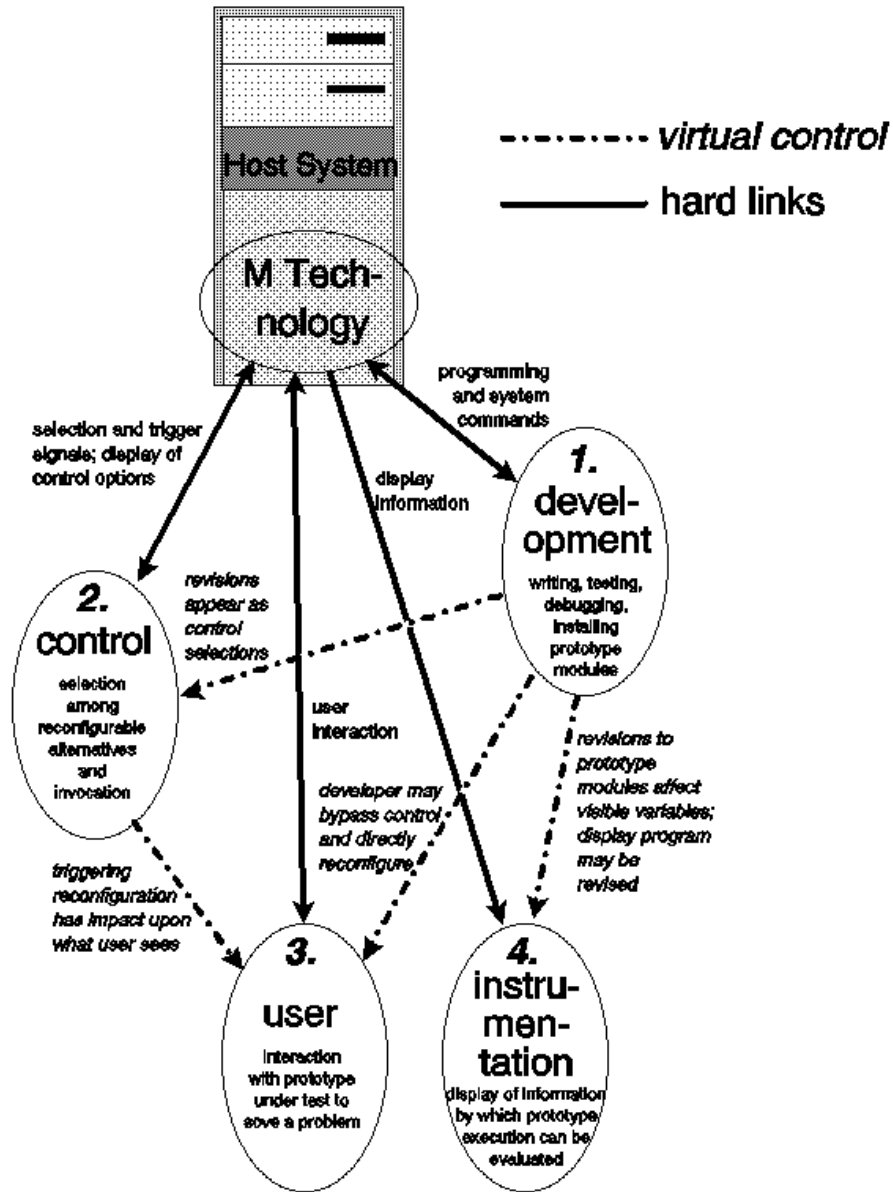 Host System
M Tech-
nology
virtual control
hard links
programming
and system
commands
selection and trigger
signals; display of
control options
display
information
1.
devel-
opment
writing, testing,
debugging,
installing
prototype
modules
2.
control
selection
among
reconfigurable
alternatives
and
invocation
revisions
appear as
control
selections
user
interaction
developer may
bypass control
and directly
reconfigure
revisions to
prototype
modules affect
visible variables;
display program
may be
revised
triggering
reconfiguration
has impact upon
what user sees
3.
user
interaction
with prototype
under test to
sove a problem
4.
instru-
men-
tation
display of information
by which prototype
execution can be
evaluated